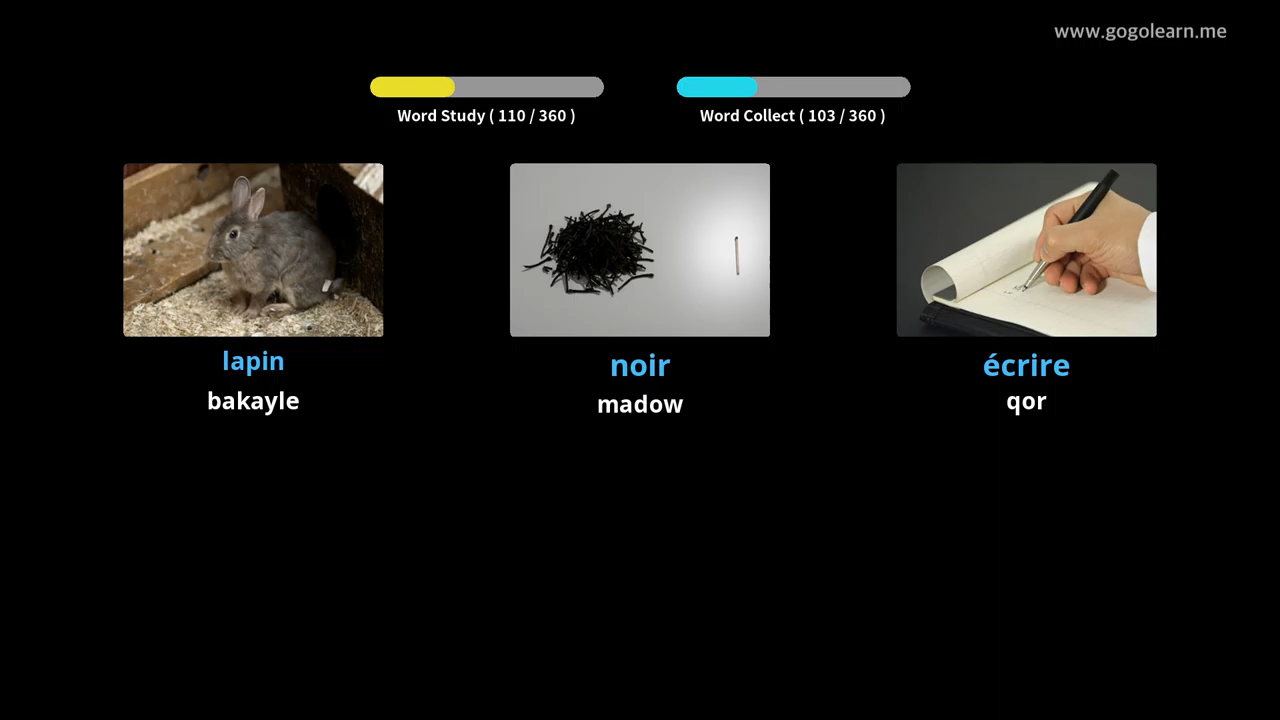 www.gogolearn.me
Word Study ( 110 / 360 )
Word Collect ( 103 / 360 )
lapin
bakayle
noir
madow
écrire
qor